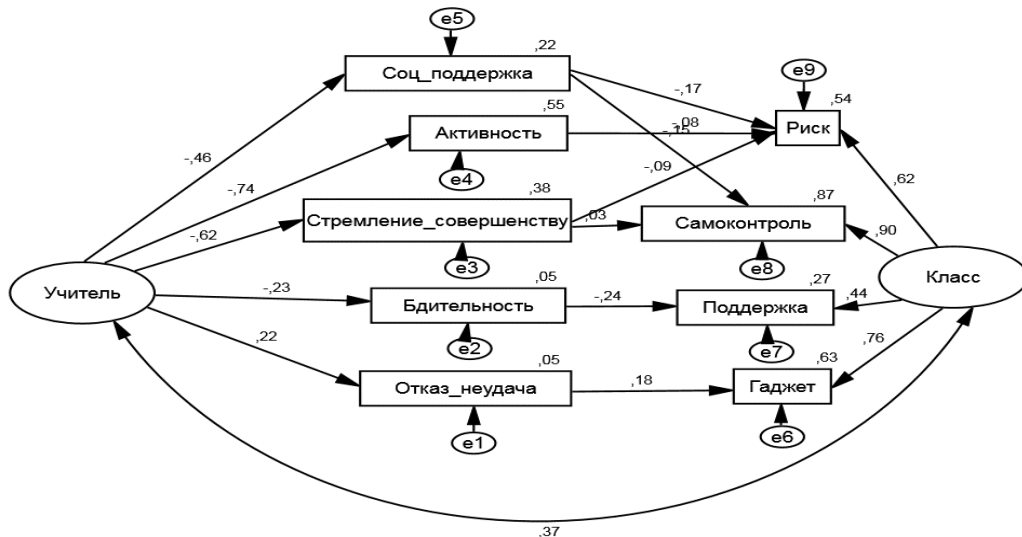 e5
,22
Соц_поддержка
e9
,54
Риск
-,17
,55
Активность
-,08
-,15
e4
-,46
-,74
-,09
,62
,38
Стремление_совершенству
,03
,87
Самоконтроль
-,62
e3
e8
,90
Учитель
Класс
-,23
,05
Бдительность
-,24
,27
Поддержка
,44
e2
e7
,22
,76
,05
Отказ_неудача
,18
,63
Гаджет
e1
e6
,37